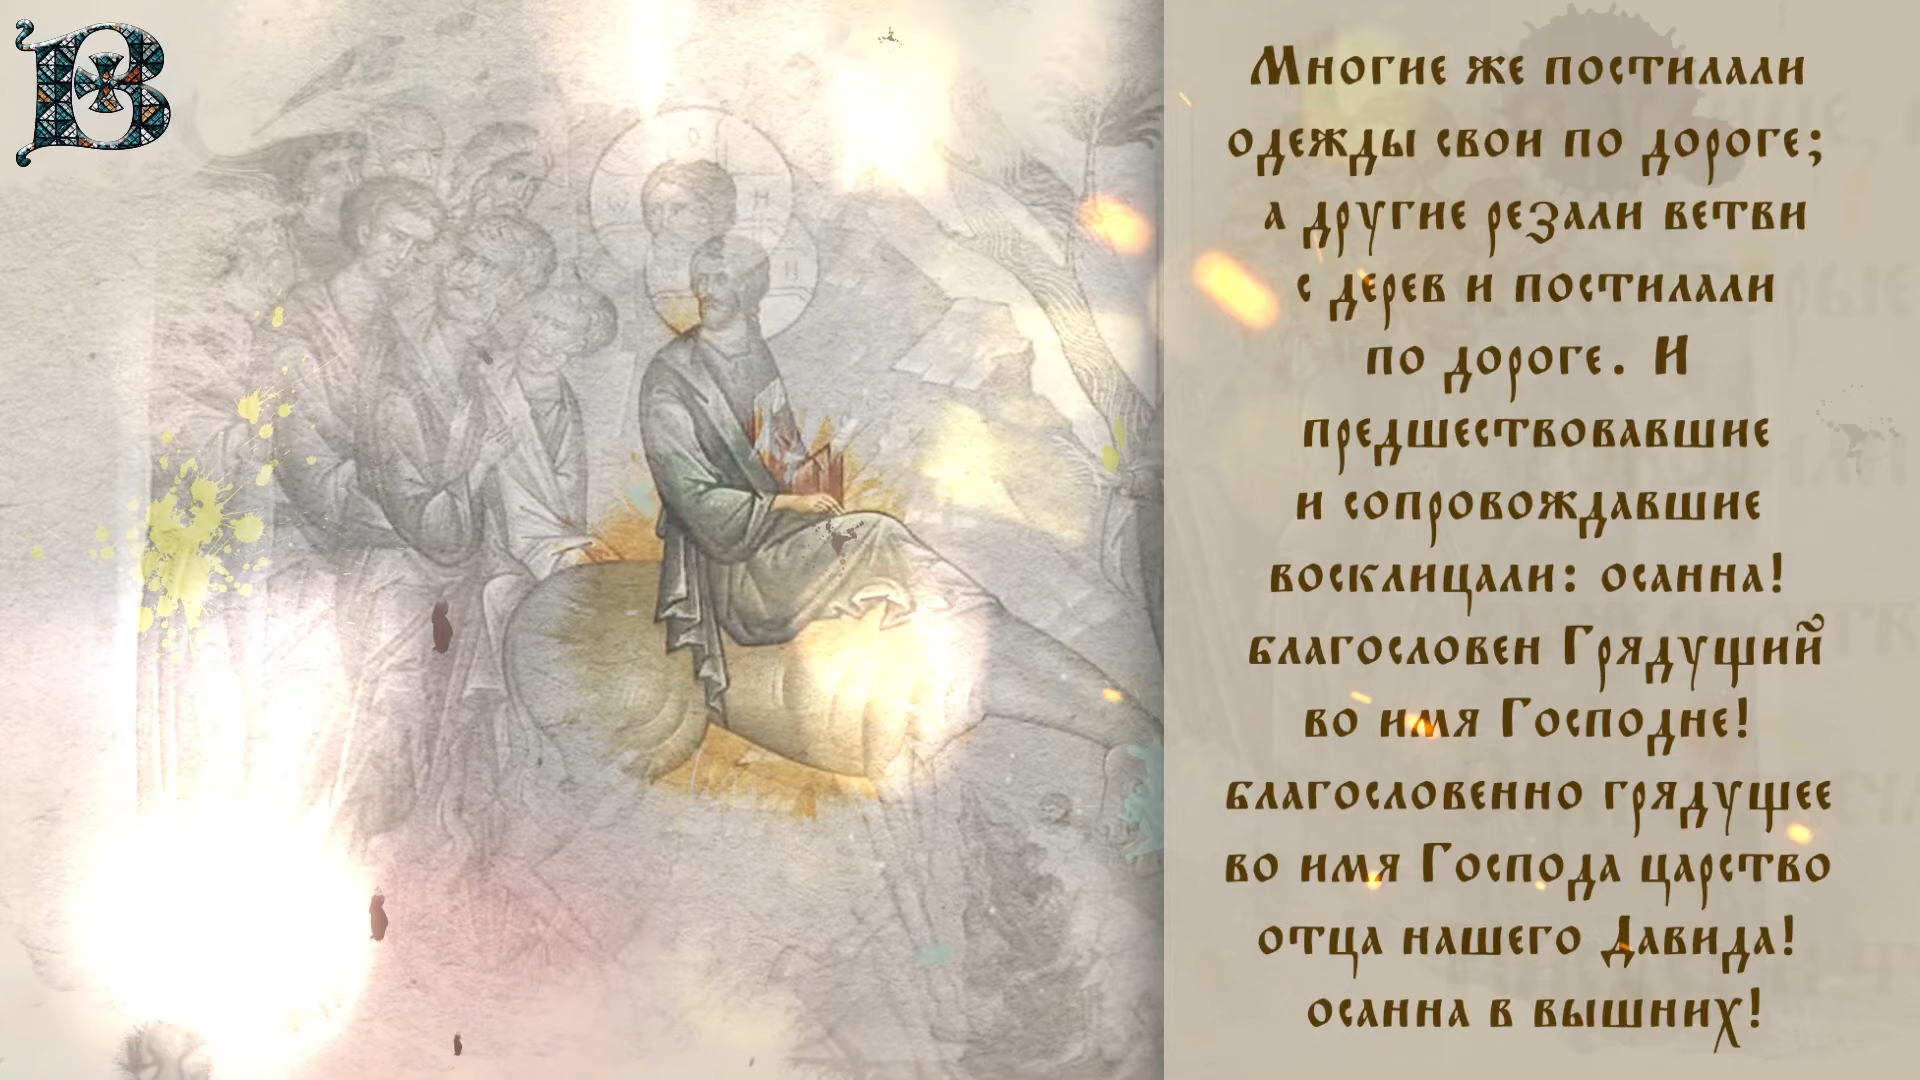 В
Многие же постилали
одежды свои по дороге;
а другие резали ветви
с дерев и постилали
по дороге. И
предшествовавшие
и сопровождавшие
восклицали: осанна!
благословен Грядущий
во имя Господне!
благословенно грядущее
во имя Господа царство
отца нашего Давида!
осанна в вышних!